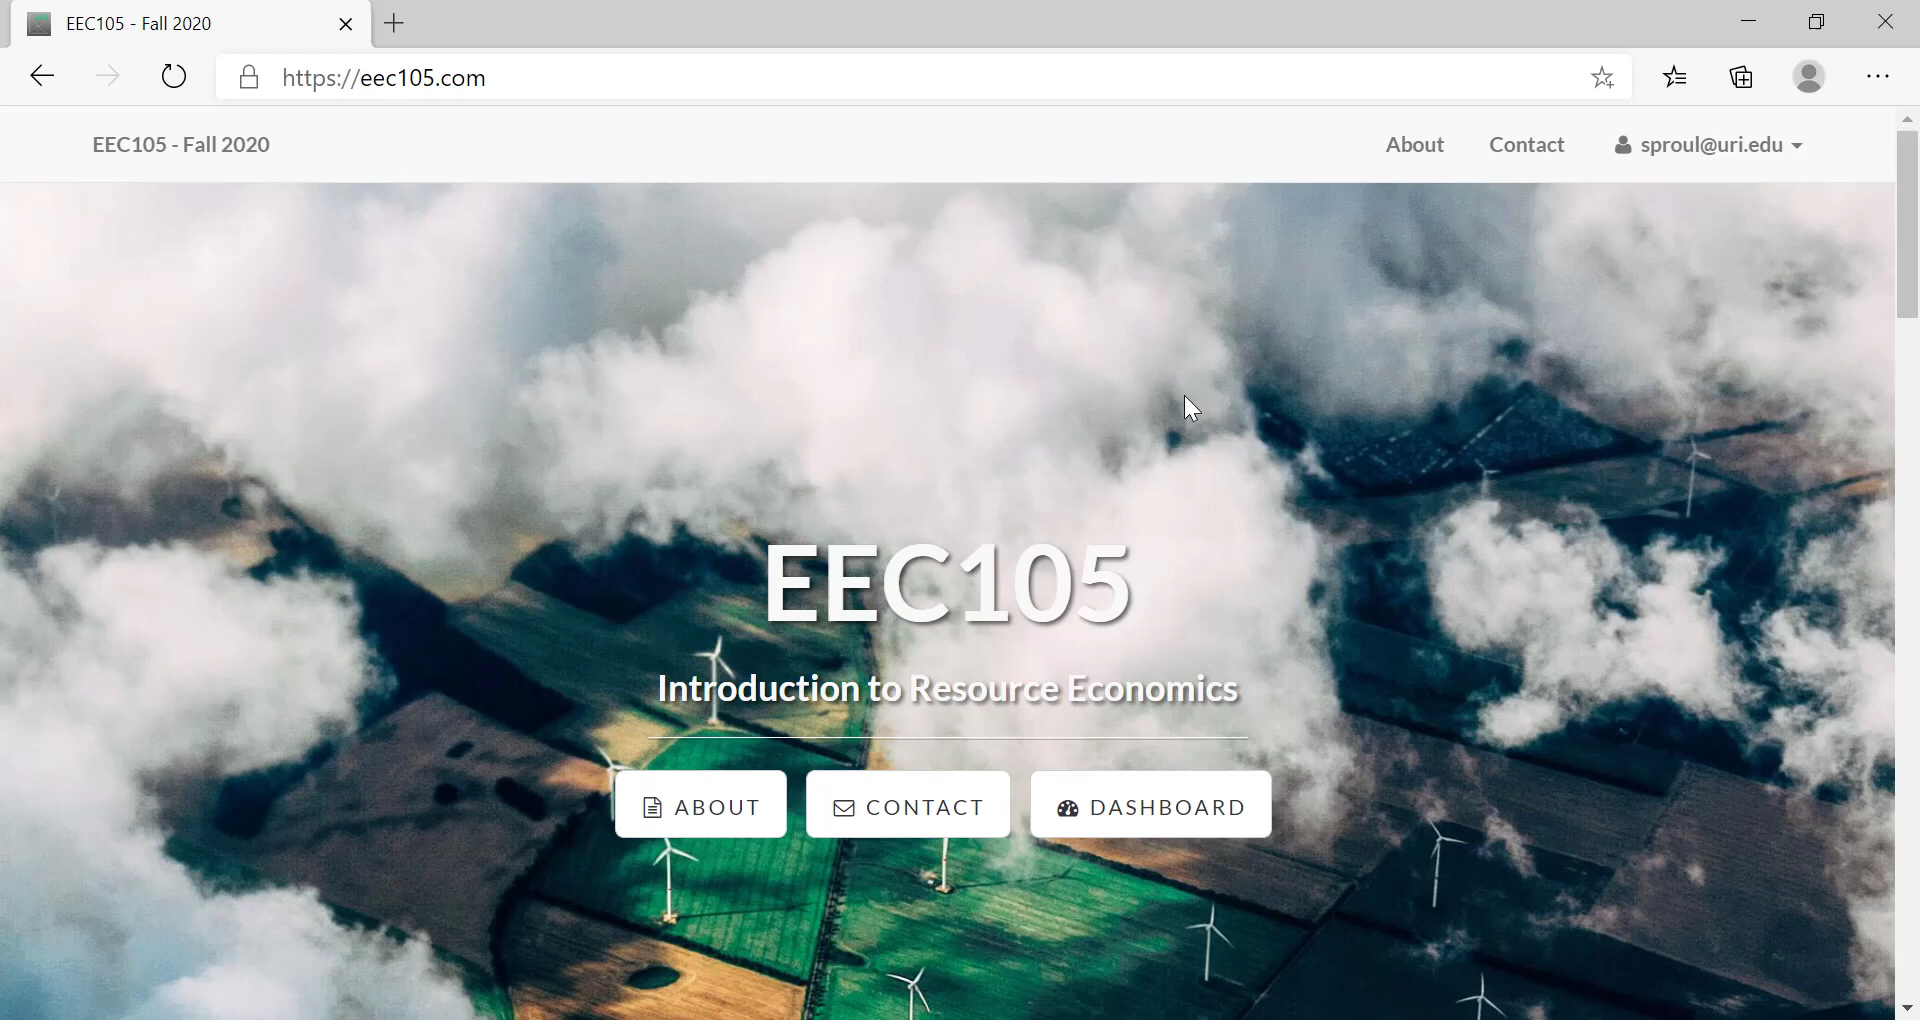 EEC105 - Fall 2020
https://eec105.com
EEC105 - Fall 2020
About
Contact
sproul@uri.edu
EEC105
Introduction to Resource Economics
ABOUT
CONTACT
DASHBOARD